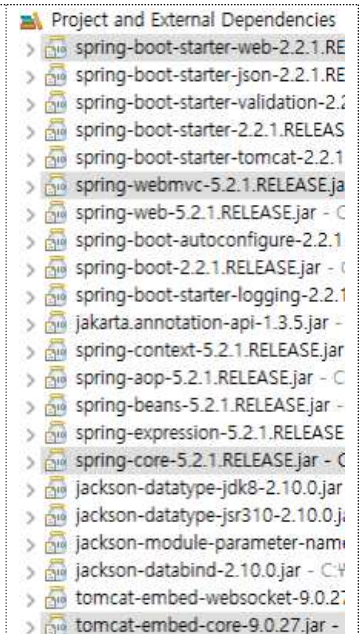 Project and External Dependencies
spring-boot-starter-web-2.2.1.RE
spring-boot-starter-json-2.2.1.RE
spring-boot-starter-validation-2.2
spring-boot-starter-2.2.1.RELEAS
spring-boot-starter-tomcat-2.2.1
spring-webmvc-5.2.1.RELEASE.ja
spring-web-5.2.1.RELEASE.jar - C
spring-boot-autoconfigure-2.2.1
spring-boot-2.2.1.RELEASE.jar -
spring-boot-starter-logging-2.2.1
jakarta.annotation-api-1.3.5.jar -
spring-context-5.2.1.RELEASE.jar
spring-aop-5.2.1.RELEASE.jar - C
spring-beans-5.2.1.RELEASE.jar -
spring-expression-5.2.1.RELEASE
spring-core-5.2.1.RELEASE.jar - C
jackson-datatype-jdk8-2.10.0.jar
jackson-datatype-jsr310-2.10.0.ja
jackson-module-parameter-name
jackson-databind-2.10.0.jar - C:₩
tomcat-embed-websocket-9.0.27
tomcat-embed-core-9.0.27.jar -